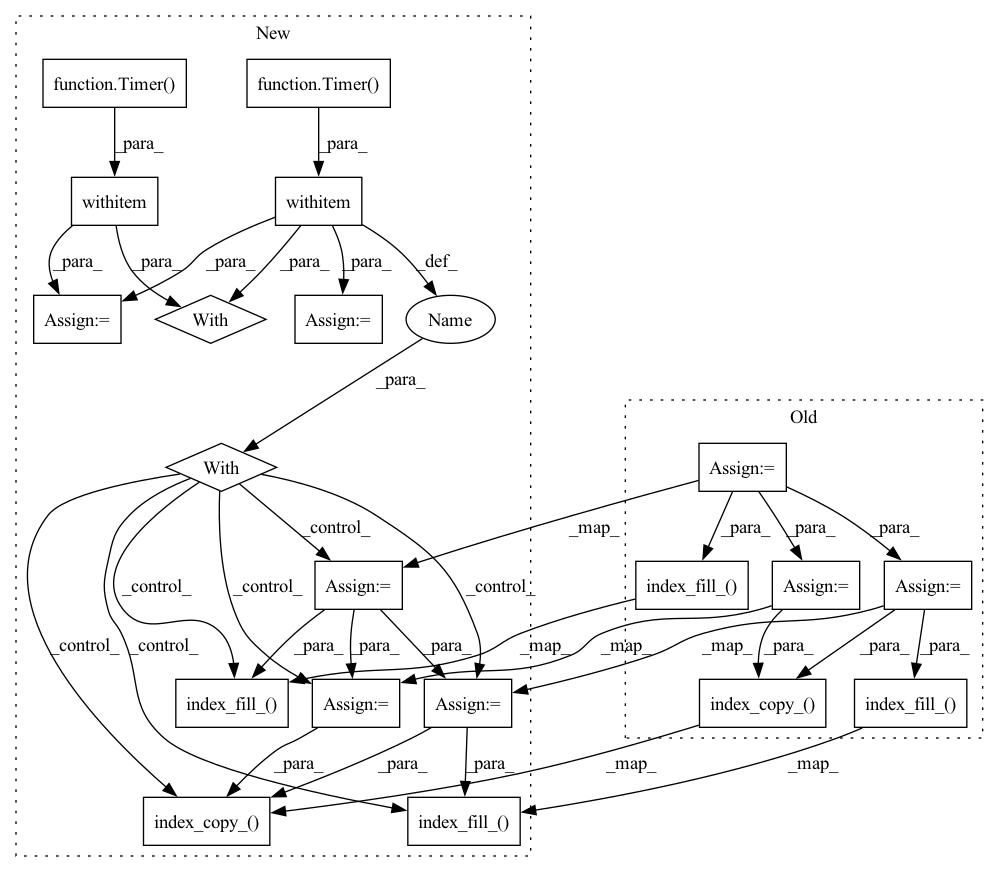 New
function.Timer()
function.Timer()
_para_
_para_
withitem
withitem
_para_
_para_
_para_
_para_
_para_
_def_
Assign:=
With
Assign:=
Name
_para_
Old
With
Assign:=
_control_
_map_
_para_
_para_
_para_
Assign:=
index_fill_()
Assign:=
Assign:=
_control_
_control_
_control_
_control_
_control_
_para_
_para_
_para_
_map_
_map_
_map_
_para_
_para_
_para_
index_fill_()
Assign:=
Assign:=
index_copy_()
index_fill_()
_para_
_para_
_para_
_map_
_map_
index_copy_()
index_fill_()